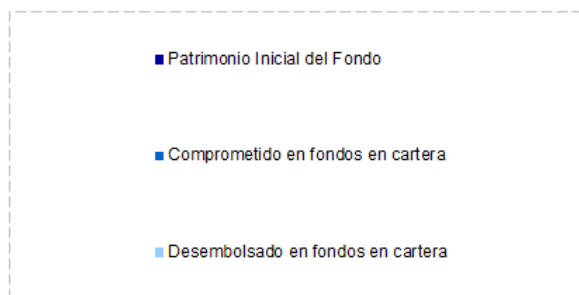 Patrimonio Inicial del Fondo
Comprometido en fondos en cartera
Desembolsado en fondos en cartera